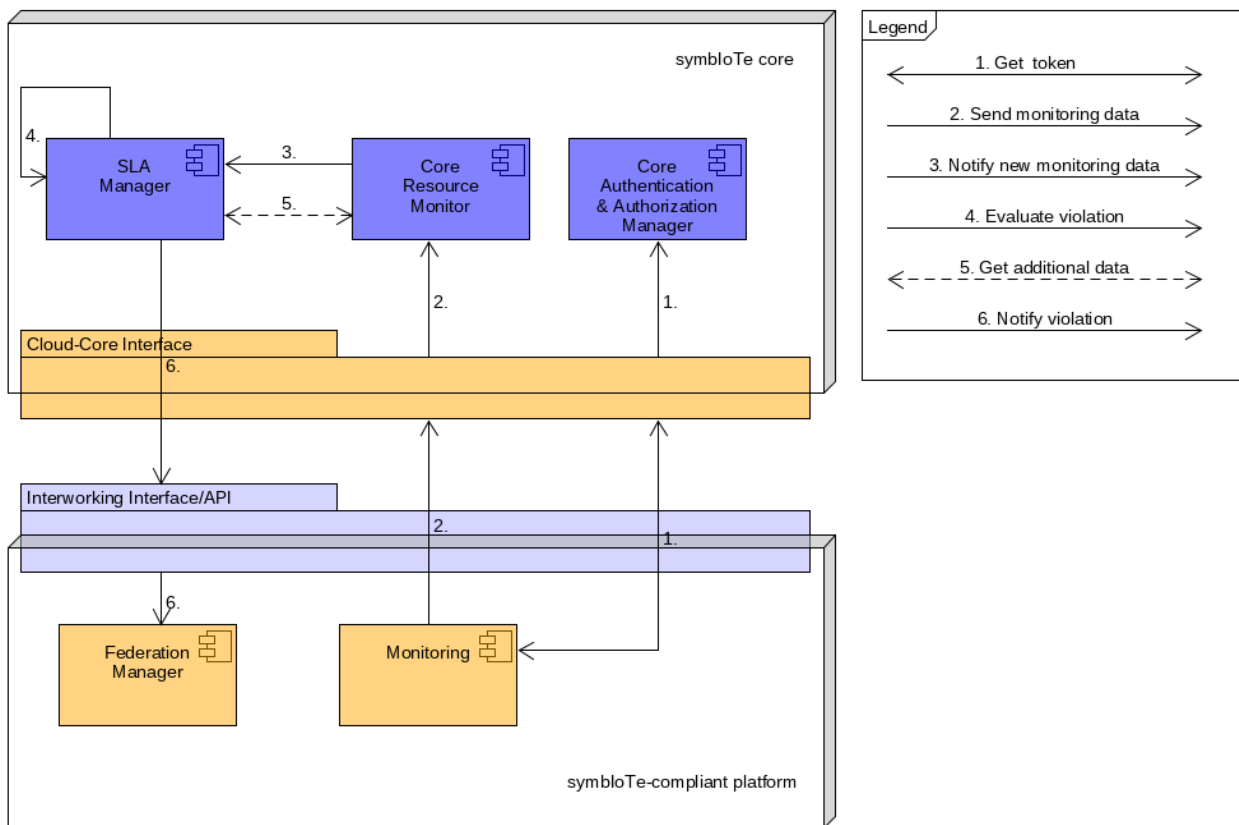 symbIoTe core
Legend
1. Get token
2. Send monitoring data
3. Notify new monitoring data
4. Evaluate violation
5. Get additional data
6. Notify violation
4.
SLA
Manager
3.
5.
Core
Resource
Monitor
Core
Authentication
& Authorization
Manager
2.
1.
Cloud-Core Interface
6.
Interworking Interface/API
2.
1.
6.
Federation
Manager
Monitoring
symbIoTe-compliant platform